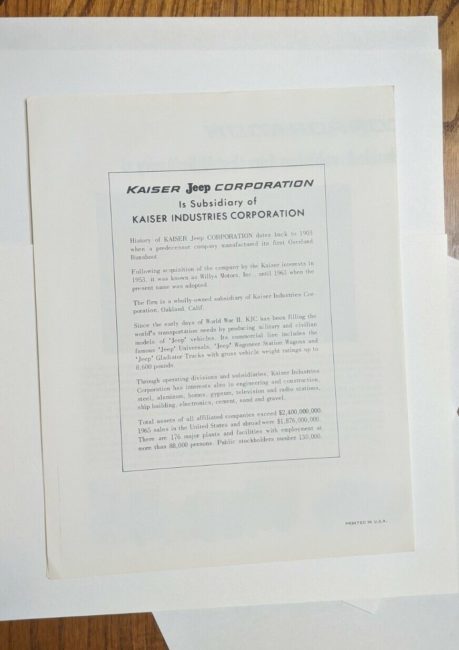 KAISER Jeep CORPORATION
Is Subsidiary of
KAISER INDUSTRIES CORPORATION
History of KAISER Jeep CORPORATION dates back to 1903
when a predecessor company manufactured its first Overland
Runabout.
Following acquisition of the company by the Kaiser interests in
1953, it was known as Willys Motors, Inc., until 1963 when the
present name was adopted.
The firm is a wholly-owned subsidiary of Kaiser Industries Cor-
poration, Oakland, Calif.
Since the early days of World War II, KJC has been filling the
world's transportation needs by producing military and civilian
models of 'Jeep' vehicles. Its commercial line includes the
famous 'Jeep' Universals, 'Jeep' Wagoneer Station Wagons and
'Jeep' Gladiator Trucks with gross vehicle weight ratings up to
8,600 pounds.
Through operating divisions and subsidiaries, Kaiser Industries
Corporation has interests also in engineering and construction,
steel, aluminum, homes, gypsum, television and radio stations,
ship building, electronics, cement, sand and gravel.
Total assets of all affiliated companies exceed $2,400,000,000.
1965 sales in the United States and abroad were $1,876,000,000.
There are 176 major plants and facilities with employment at
more than 88,000 persons. Public stockholders number 150,000.
PRINTED IN U.S.A.